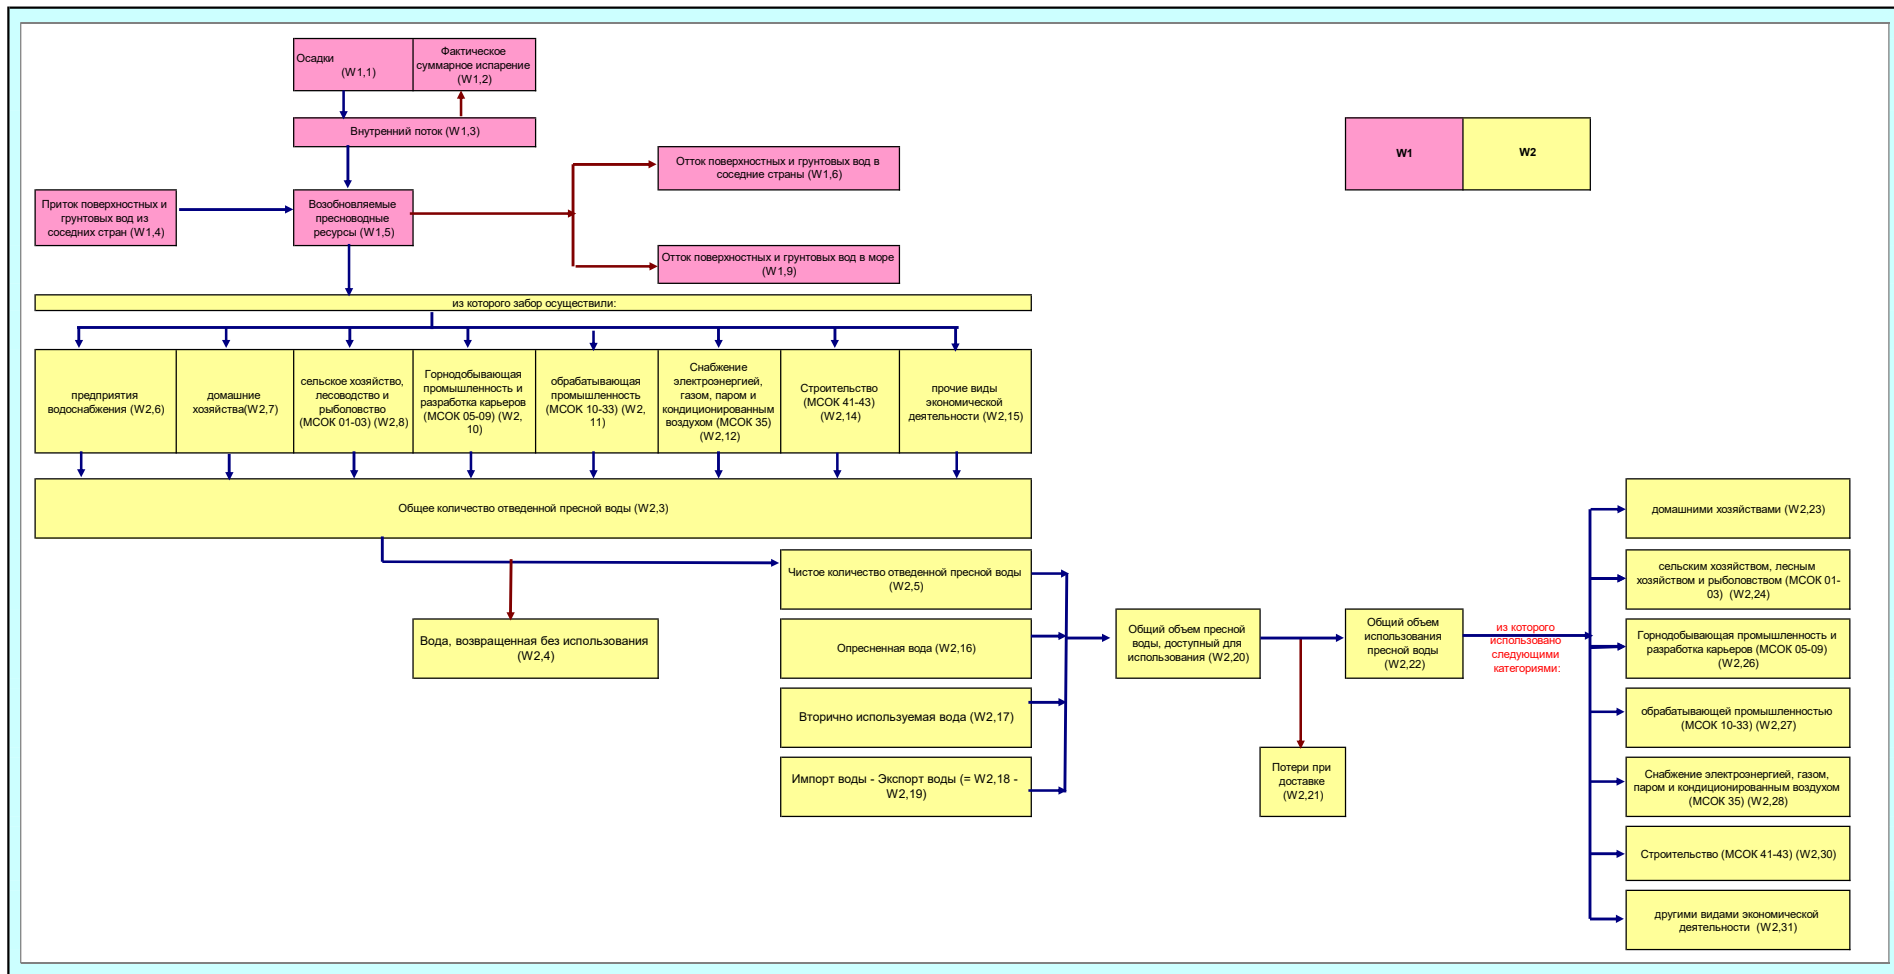 Осадки
(W1,1)
Фактическое
суммарное испарение
(W1,2)
Внутренний поток (W1,3)
Отток поверхностных и грунтовых вод в
соседние страны (W1,6)
W1
W2
Приток поверхностных и
грунтовых вод из
соседних стран (W1,4)
Возобновляемые
пресноводные
ресурсы (W1,5)
Отток поверхностных и грунтовых вод в море
(W1,9)
из которого забор осуществили:
предприятия
водоснабжения (W2,6)
домашние
хозяйства(W2,7)
сельское хозяйство,
лесоводство и
рыболовство
(МСОК 01-03) (W2,8)
Горнодобывающая
промышленность и
разработка карьеров
(МСОК 05-09) (W2,
10)
обрабатывающая
промышленность
(МСОК 10-33) (W2,
11)
Снабжение
электроэнергией,
газом, паром и
кондиционированным
воздухом (МСОК 35)
(W2,12)
Строительство
(МСОК 41-43)
(W2,14)
прочие виды
экономической
деятельности (W2,15)
Общее количество отведенной пресной воды (W2,3)
Чистое количество отведенной пресной воды
(W2,5)
Вода, возвращенная без использования
(W2,4)
Опресненная вода (W2,16)
Вторично используемая вода (W2,17)
Импорт воды - Экспорт воды (= W2,18 -
W2,19)
Общий объем пресной
воды, доступный для
использования (W2,20)
Потери при
доставке
(W2,21)
Общий объем
использования
пресной воды
(W2,22)
из которого
использовано
следующими
категориями:
домашними хозяйствами (W2,23)
сельским хозяйством, лесным
хозяйством и рыболовством (МСОК 01-
03)  (W2,24)
Горнодобывающая промышленность и
разработка карьеров (МСОК 05-09)
(W2,26)
обрабатывающей промышленностью
(МСОК 10-33) (W2,27)
Снабжение электроэнергией, газом,
паром и кондиционированным воздухом
(МСОК 35) (W2,28)
Строительство (МСОК 41-43) (W2,30)
другими видами экономической
деятельности  (W2,31)